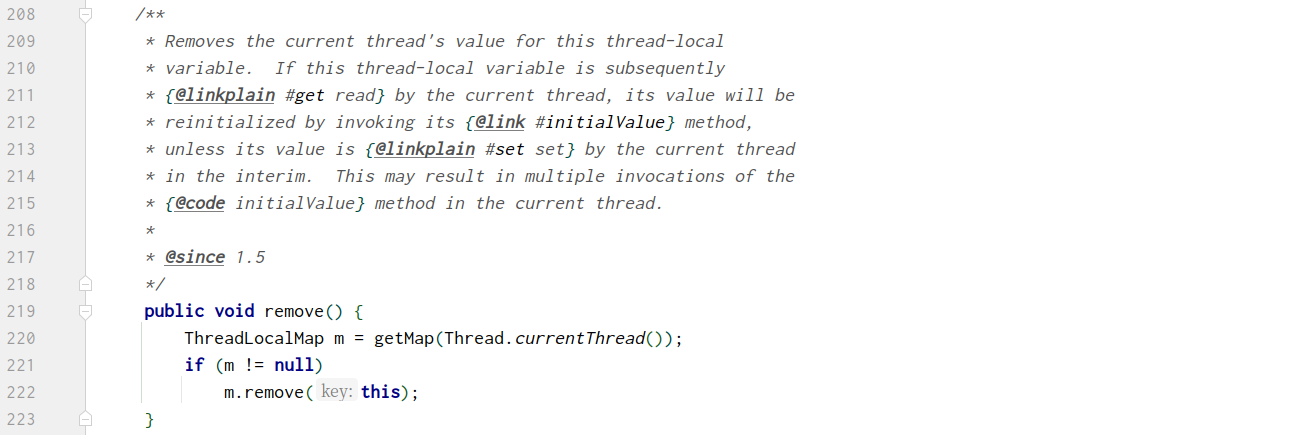 208 /**
209 * Removes the current thread's value for this thread-local
210 * variable.  If this thread-local variable is subsequently
211 * {@linkplain #get read} by the current thread, its value will be
212 * reinitialized by invoking its {@link #initialValue} method,
213 * unless its value is {@linkplain #set set} by the current thread
214 * in the interim.  This may result in multiple invocations of the
215 * {@code initialValue} method in the current thread.
216 *
217 * @since 1.5
218 */
219 public void remove() {
220     ThreadLocalMap m = getMap(Thread.currentThread());
221     if (m != null)
222         m.remove( key: this);
223 }